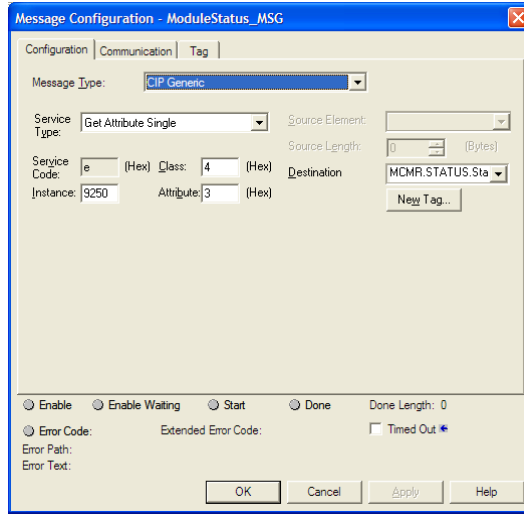 Message Configuration - ModuleStatus_MSG
Configuration Communication Tag
Message Type: CIP Generic
Service Type: Get Attribute Single
Source Element:
Source Length: 0 (Bytes)
Service Code: e (Hex) Class: 4 (Hex)
Destination MCMR.STATUS.Sta
Instance: 9250 Attribute: 3 (Hex)
New Tag...
Enable Enable Waiting Start Done Done Length: 0
Error Code: Extended Error Code: Timed Out
Error Path:
Error Text:
OK Cancel Apply Help